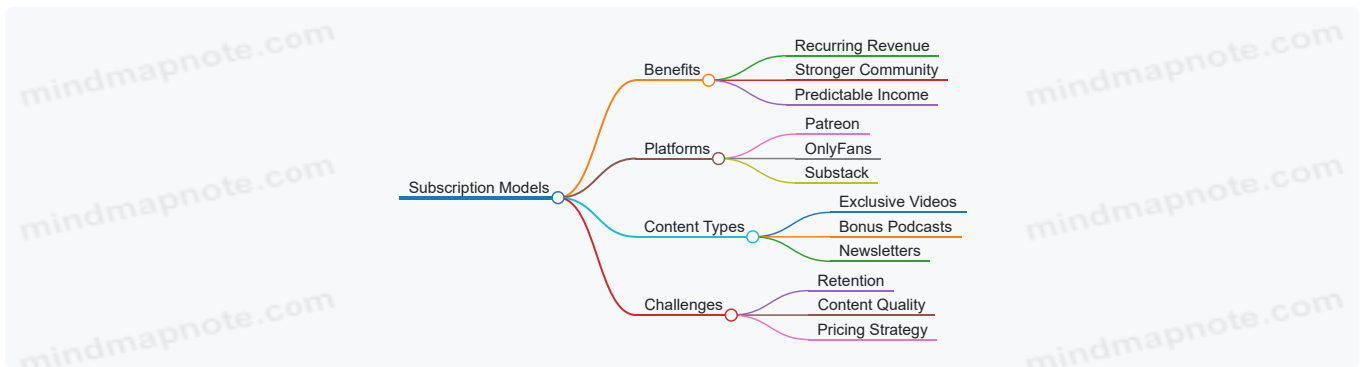 mindmapnote.com
mindmapnote.com
Subscription Models
Benefits
Recurring Revenue
Stronger Community
Predictable Income
Platforms
Patreon
OnlyFans
Substack
Content Types
Exclusive Videos
Bonus Podcasts
Newsletters
Challenges
Retention
Content Quality
Pricing Strategy
mindmapnote.com
mindmapnote.com
mindmapnote.com
mindmapnote.com